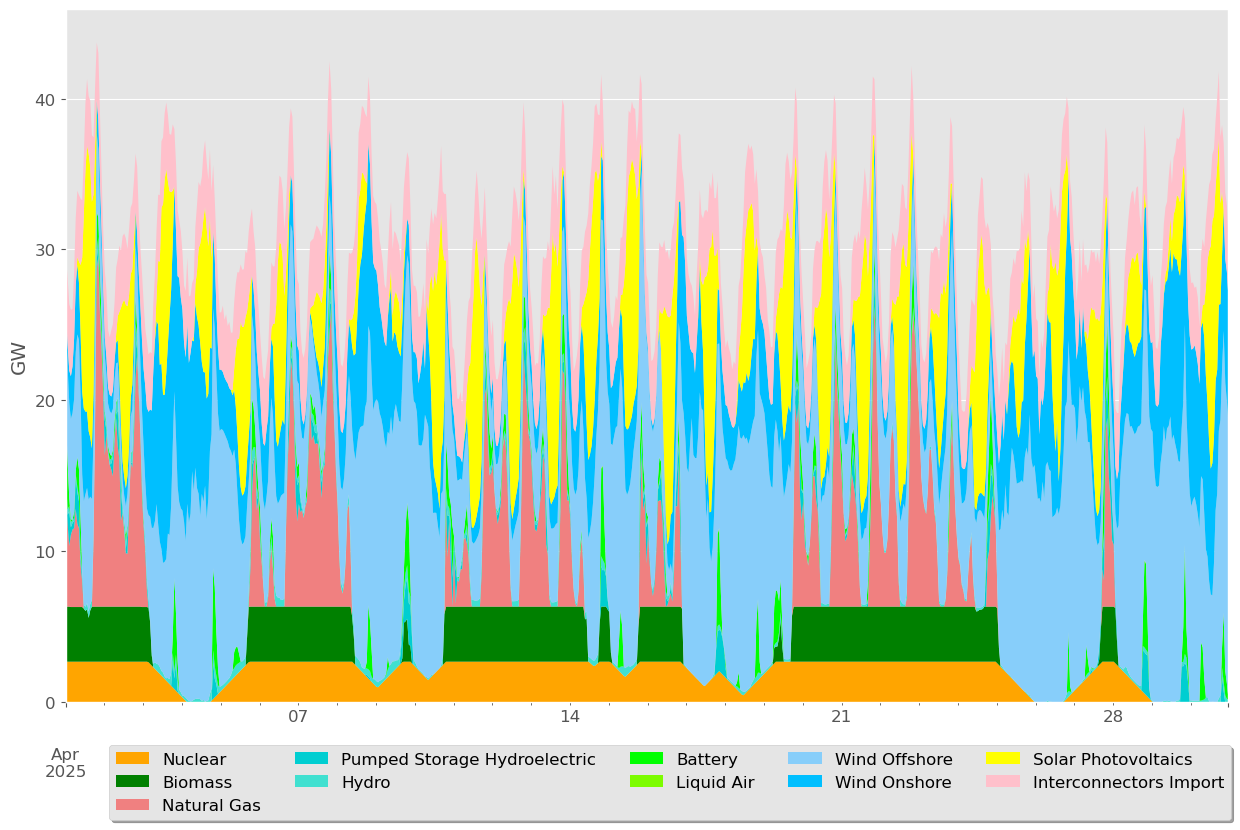 40
30
GW
20
10
0
07 14 21 28
Apr
2025
Nuclear Pumped Storage Hydroelectric Battery Wind Offshore Solar Photovoltaics
Biomass Hydro Liquid Air Wind Onshore Interconnectors Import
Natural Gas